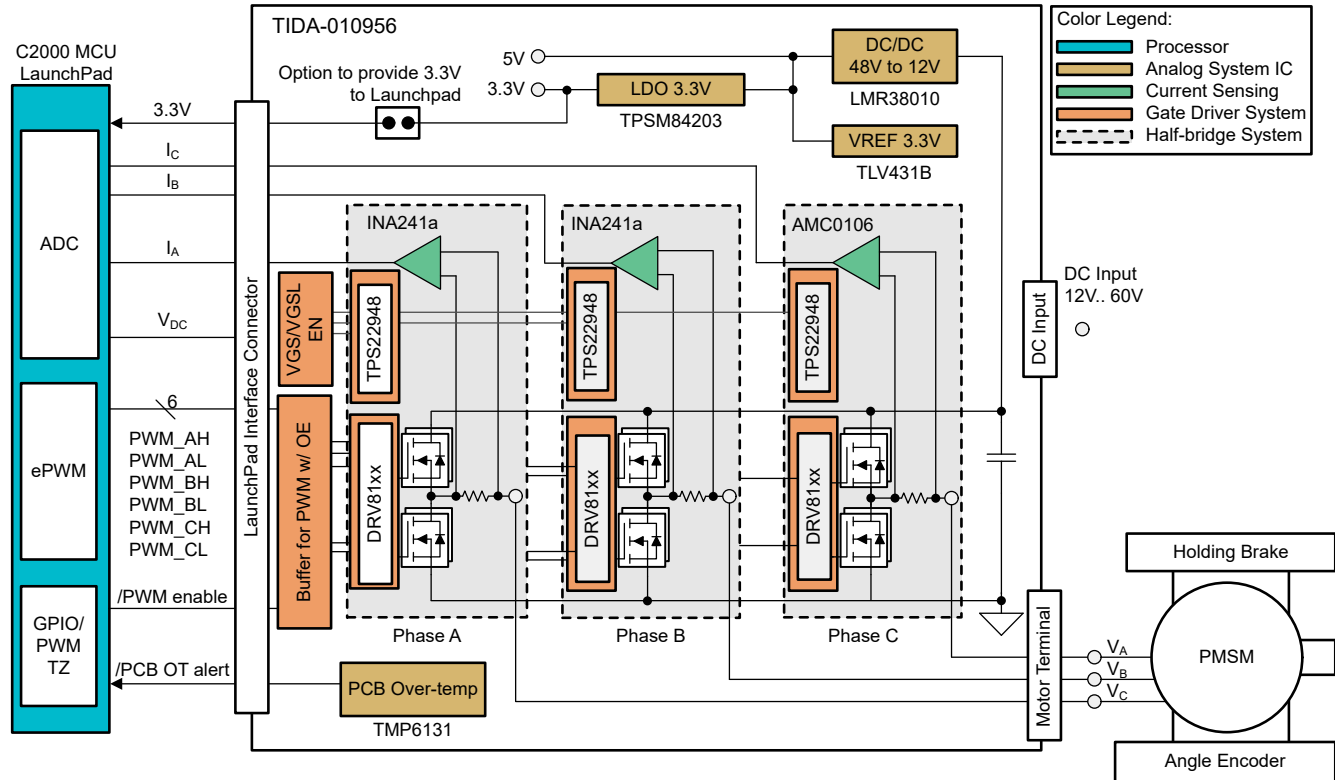 TIDA-010956
Color Legend:
Processor
Analog System IC
Current Sensing
Gate Driver System
Half-bridge System
C2000 MCU
LaunchPad
Option to provide 3.3V
to Launchpad
5V
3.3V
LDO 3.3V
TPSM84203
DC/DC
48V to 12V
LMR38010
VREF 3.3V
TLV431B
3.3V
IC
IB
IA
VDC
ADC
ePWM
GPIO/
PWM
TZ
6
PWM_AH
PWM_AL
PWM_BH
PWM_BL
PWM_CH
PWM_CL
/PWM enable
/PCB OT alert
LaunchPad Interface Connector
VGS/VGSL
EN
Buffer for PWM w/ OE
INA241a
TPS22948
DRV81xx
Phase A
INA241a
TPS22948
DRV81xx
Phase B
AMC0106
TPS22948
DRV81xx
Phase C
PCB Over-temp
TMP6131
DC Input
DC Input
12V.. 60V
Motor Terminal
VA
VB
VC
Holding Brake
PMSM
Angle Encoder